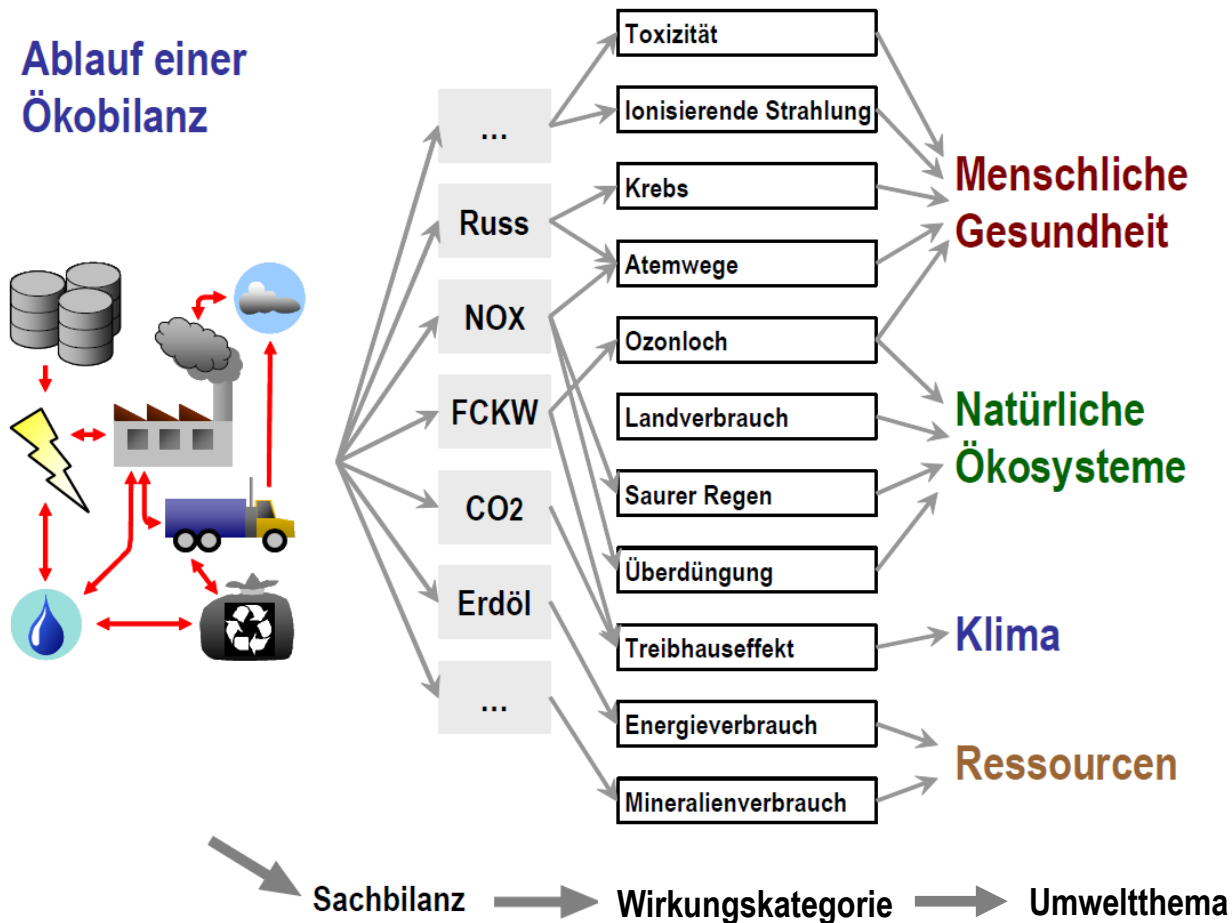 Ablauf einer
Ökobilanz
...
Russ
NOx
FCKW
CO2
Erdöl
...
Toxizität
Ionisierende Strahlung
Krebs
Atemwege
Ozonloch
Landverbrauch
Saurer Regen
Überdüngung
Treibhauseffekt
Energieverbrauch
Mineralienverbrauch
Menschliche
Gesundheit
Natürliche
Ökosysteme
Klima
Ressourcen
Sachbilanz
Wirkungskategorie
Umweltthema